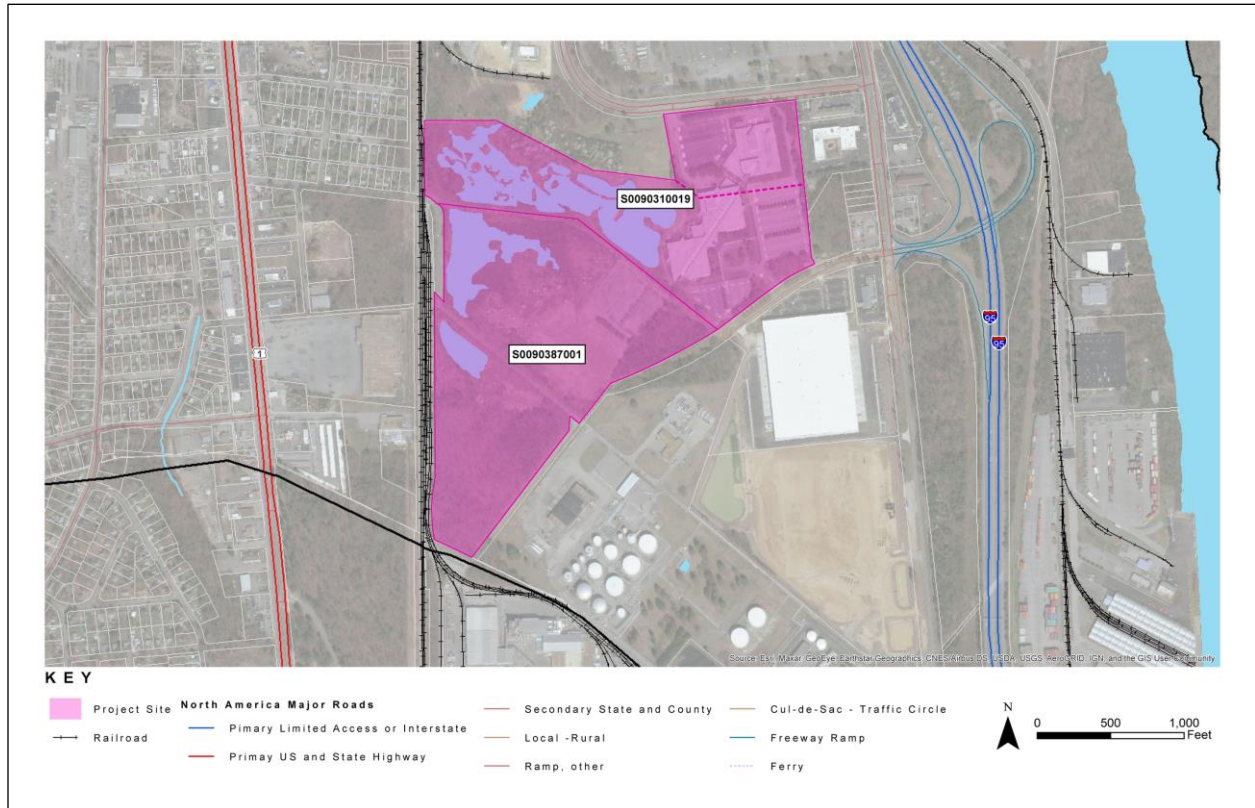 S0090310019
S0090387001
1
95
95
Source: Esri, Maxar, GeoEye, Earthstar Geographics, CNES/Airbus DS, USDA, USGS, AeroGRID, IGN, and the GIS User Community
KEY
Project Site
Railroad
North America Major Roads
Pimary Limited Access or Interstate
Primay US and State Highway
Secondary State and County
Local -Rural
Ramp, other
Cul-de-Sac - Traffic Circle
Freeway Ramp
Ferry
N
0 500 1,000
Feet